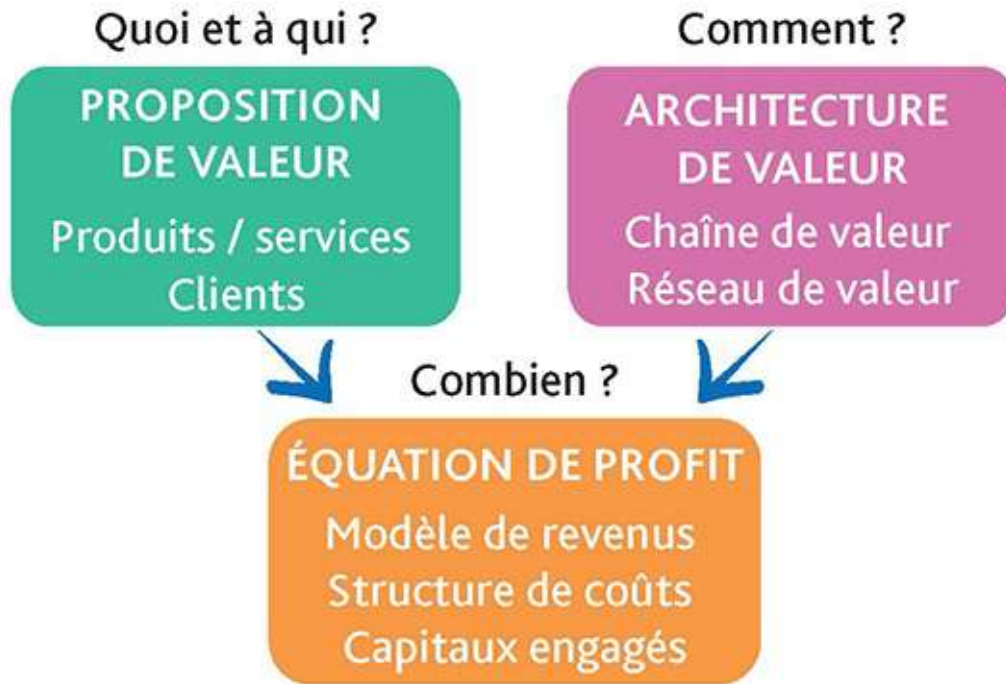 Quoi et à qui ?
PROPOSITION
DE VALEUR
Produits / services
Clients
Comment ?
ARCHITECTURE
DE VALEUR
Chaîne de valeur
Réseau de valeur
Combien ?
ÉQUATION DE PROFIT
Modèle de revenus
Structure de coûts
Capitaux engagés